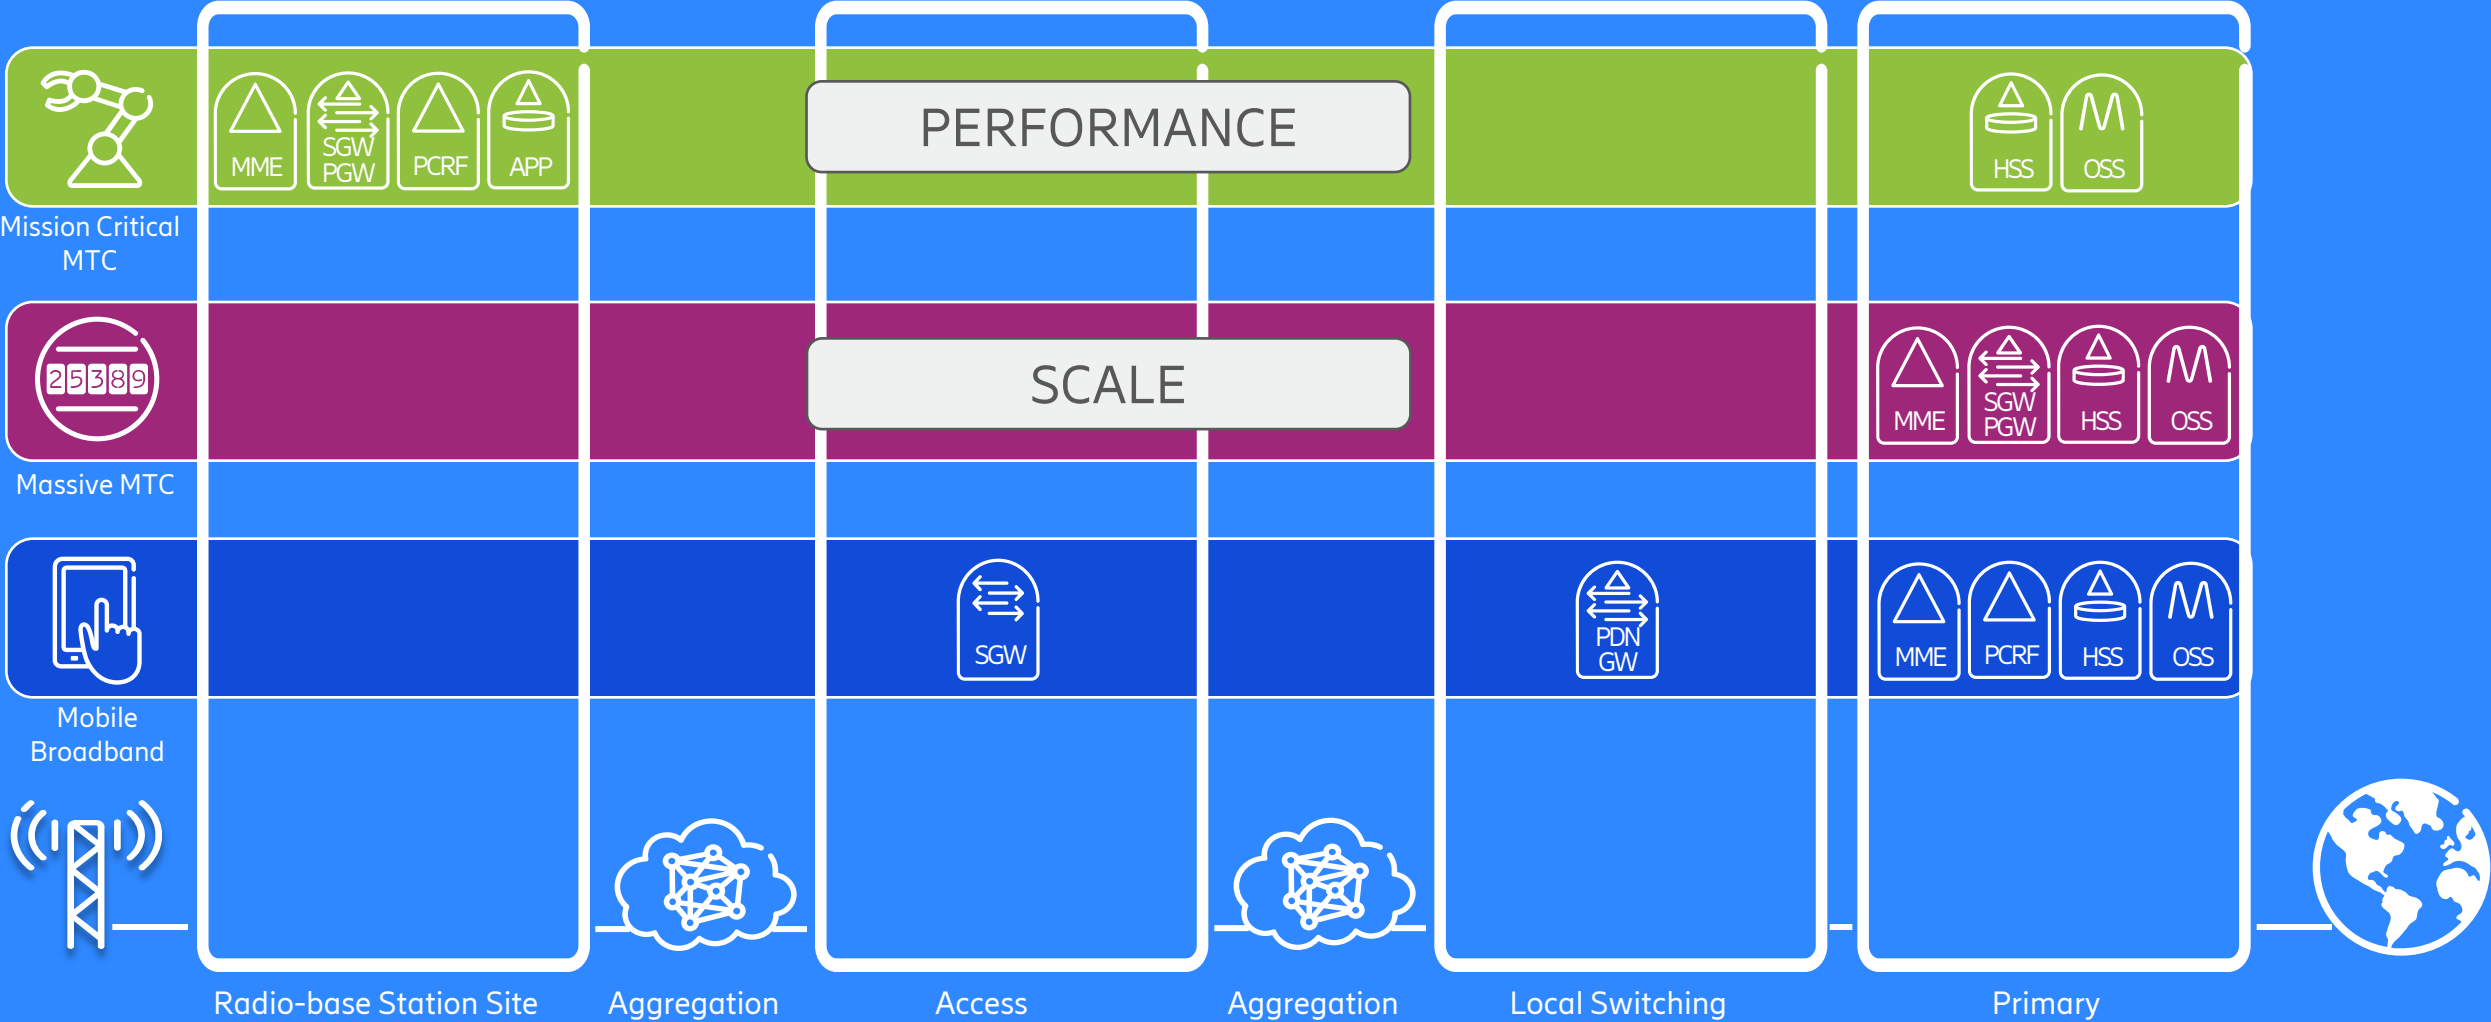 MME
SGW
PGW
PCRF
APP
PERFORMANCE
HSS
OSS
Mission Critical
MTC
25389
SCALE
MME
SGW
PGW
HSS
OSS
Massive MTC
SGW
PDN
GW
MME
PCRF
HSS
OSS
Mobile
Broadband
Radio-base Station Site
Aggregation
Access
Aggregation
Local Switching
Primary